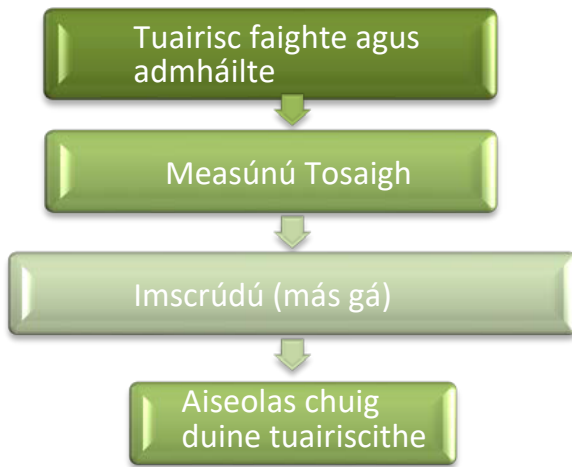 Tuairisc faighte agus
admháilte
Measúnú Tosaigh
Imscrúdú (más gá)
Aiseolas chuig
duine tuairiscithe